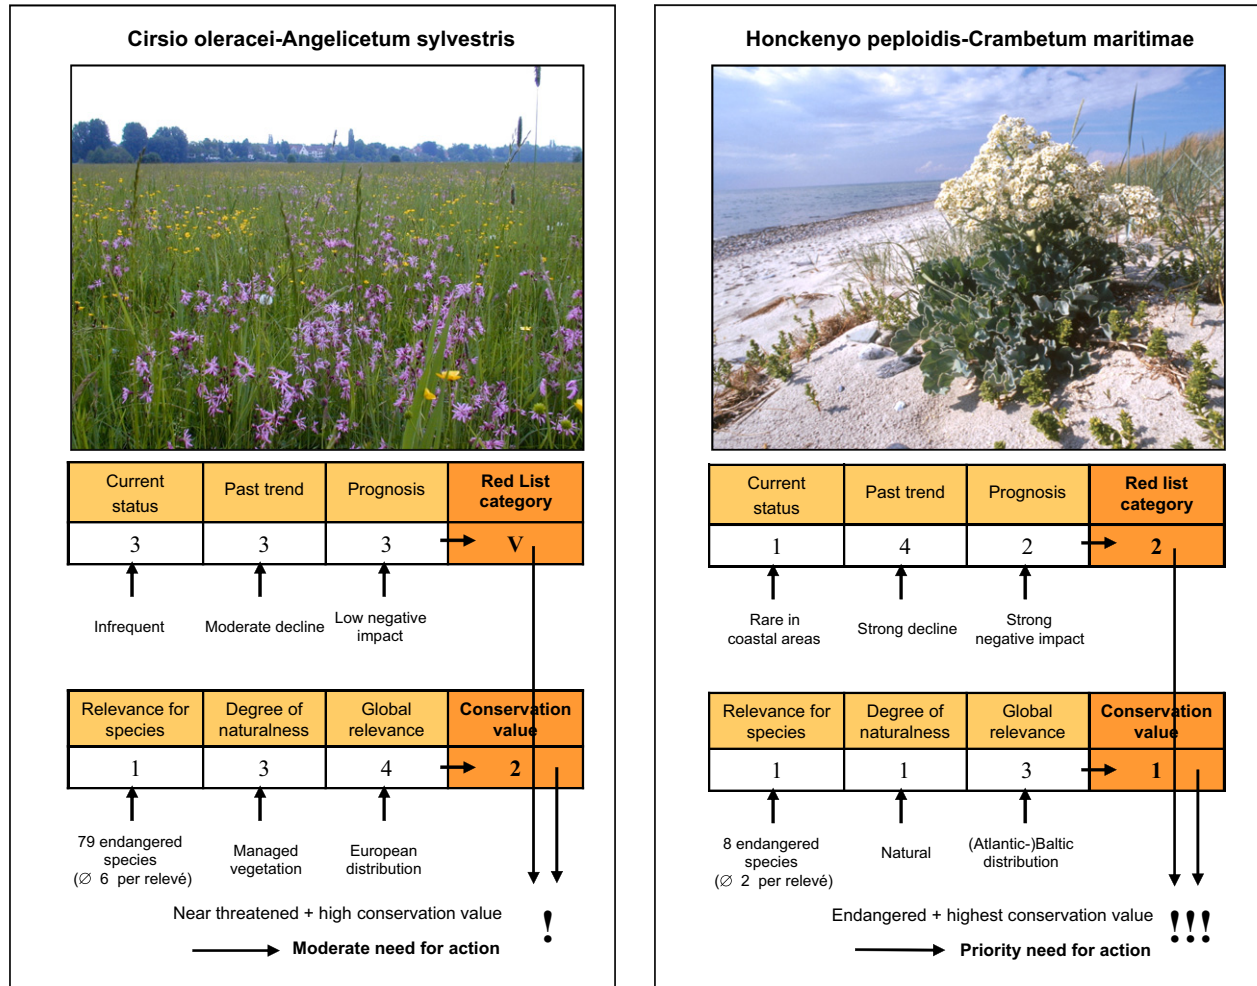 Cirsio oleracei-Angelicetum sylvestris
Current status
Past trend
Prognosis
Red List category
3
3
3
V
Infrequent
Moderate decline
Low negative impact
Relevance for species
Degree of naturalness
Global relevance
Conservation value
1
3
4
2
79 endangered species (∅ 6 per relevé)
Managed vegetation
European distribution
Near threatened + high conservation value
!
Moderate need for action
Honckenyo peploidis-Crambetum maritimae
Current status
Past trend
Prognosis
Red list category
1
4
2
2
Rare in coastal areas
Strong decline
Strong negative impact
Relevance for species
Degree of naturalness
Global relevance
Conservation value
1
1
3
1
8 endangered species (∅ 2 per relevé)
Natural
(Atlantic-)Baltic distribution
Endangered + highest conservation value
!!!
Priority need for action